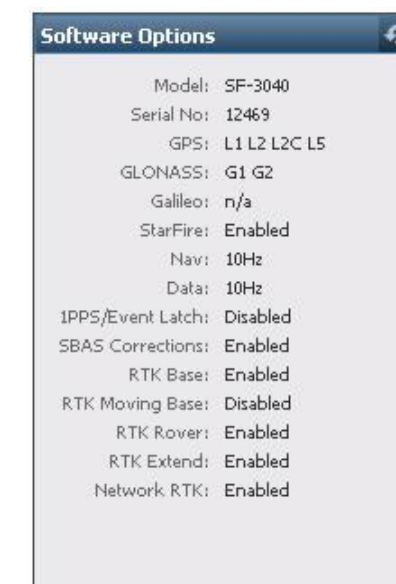 Software Options
Model: SF-3040
Serial No: 12469
GPS: L1 L2 L2C L5
GLONASS: G1 G2
Galileo: n/a
StarFire: Enabled
Nav: 10Hz
Data: 10Hz
1PPS/Event Latch: Disabled
SBAS Corrections: Enabled
RTK Base: Enabled
RTK Moving Base: Disabled
RTK Rover: Enabled
RTK Extend: Enabled
Network RTK: Enabled